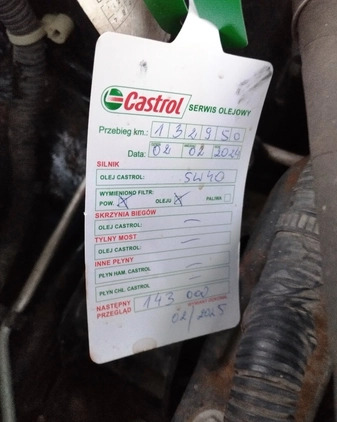 Castrol SERWIS OLEJOWY
Przebieg km.: 132950
Data: 02 02 2024
SILNIK
OLEJ CASTROL: 5W40
WYMIENIONO FILTR:
POW. X OLEJU X PALIWA
SKRZYNIA BIEGÓW
OLEJ CASTROL: —
TYLNY MOST
OLEJ CASTROL: —
INNE PŁYNY
PŁYN HAM. CASTROL —
PŁYN CHŁ. CASTROL —
NASTĘPNY 143 000
PRZEGLĄD 02/2025